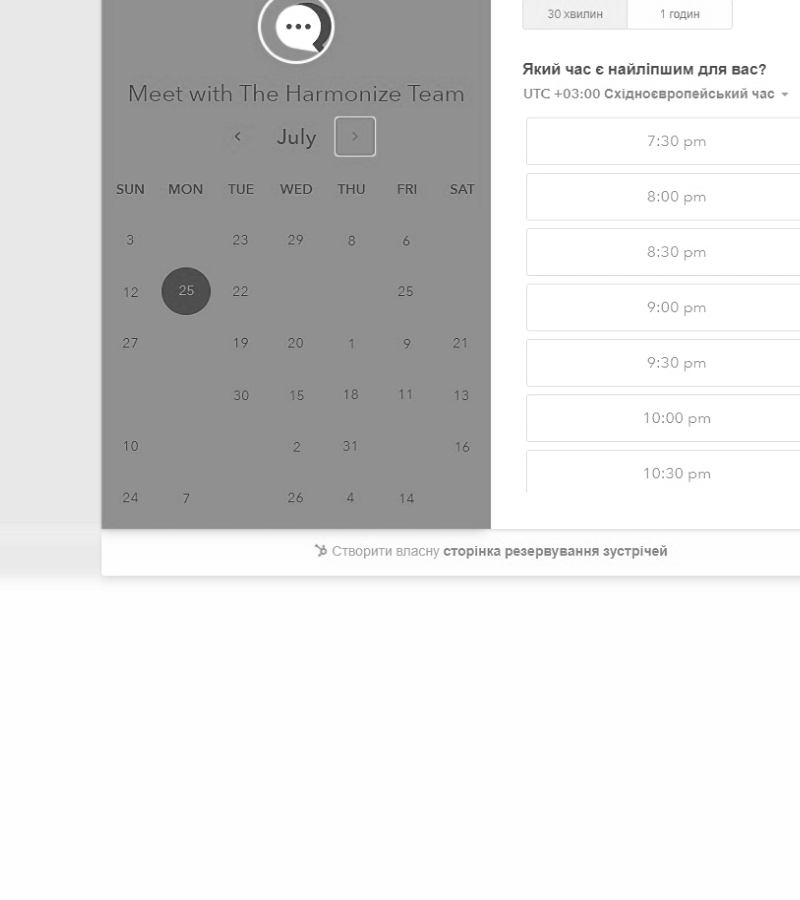 Meet with The Harmonize Team
July
SUN MON TUE WED THU FRI SAT
3 23 29 8 6
12 25 22 25
27 19 20 1 9 21
30 15 18 11 13
10 2 31 16
24 7 26 4 14
30 хвилин 1 годин
Який час є найліпшим для вас?
UTC +03:00 Східноєвропейський час
7:30 pm
8:00 pm
8:30 pm
9:00 pm
9:30 pm
10:00 pm
10:30 pm
Створити власну сторінка резервування зустрічей